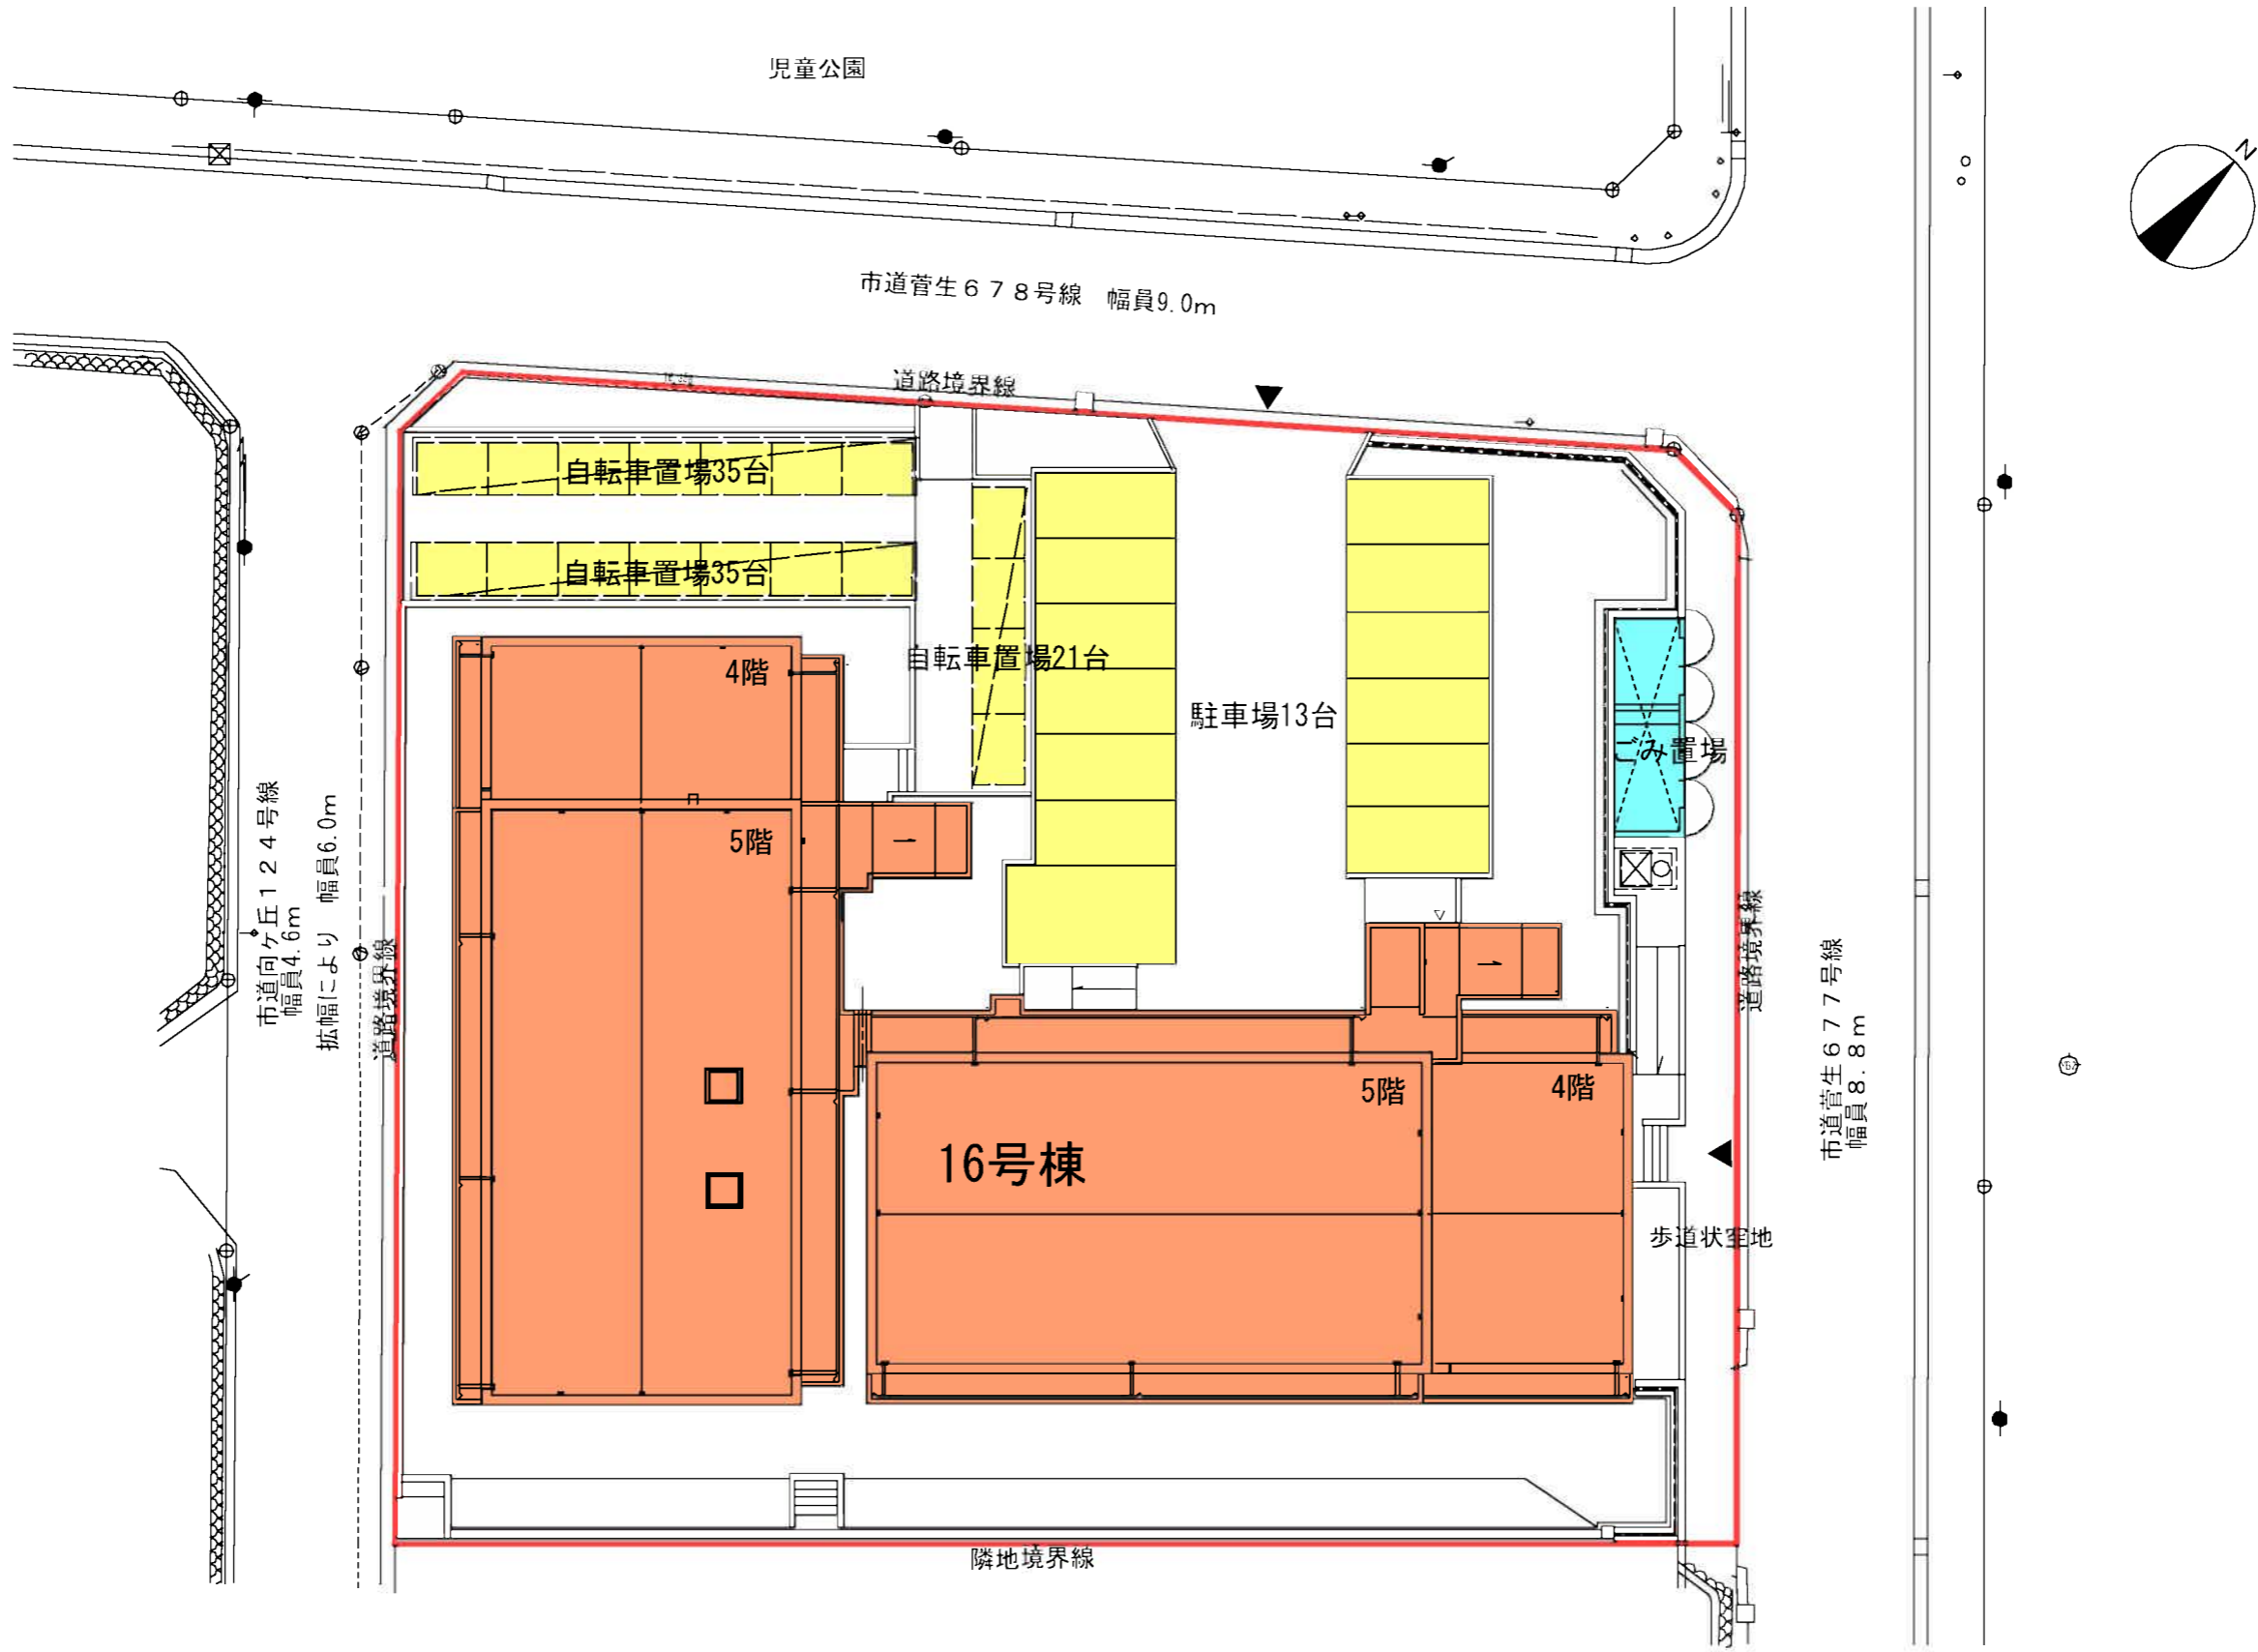 児童公園
N
市道菅生６７８号線　幅員9.0m
道路境界線
自転車置場35台
自転車置場35台
自転車置場21台
4階
駐車場13台
ごみ置場
5階
市道向ケ丘１２４号線
幅員4.6m
拡幅により　幅員6.0m
道路境界線
道路境界線
市道菅生６７７号線
幅員８.８m
5階
4階
16号棟
歩道状空地
隣地境界線